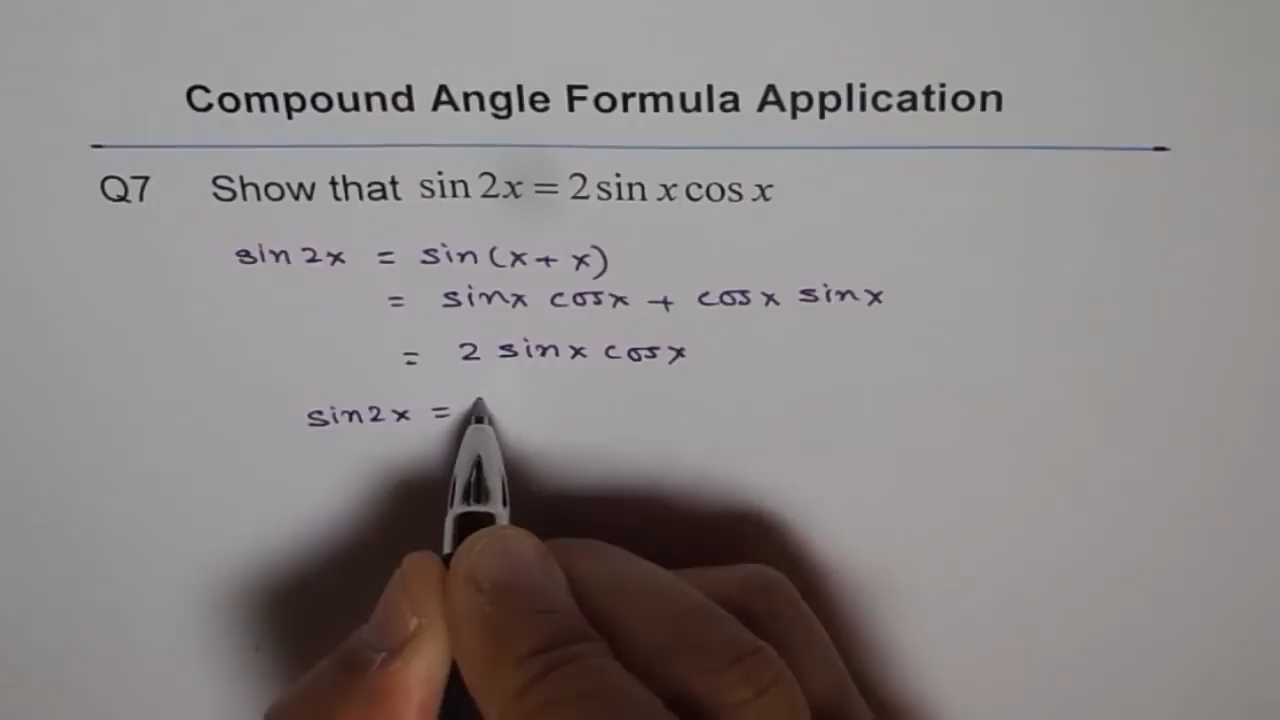 Compound Angle Formula Application
Q7 Show that sin 2x = 2 sin x cos x
sin 2x = sin (x + x)
= sinx cosx + cosx sinx
= 2 sinx cosx
sin2x =